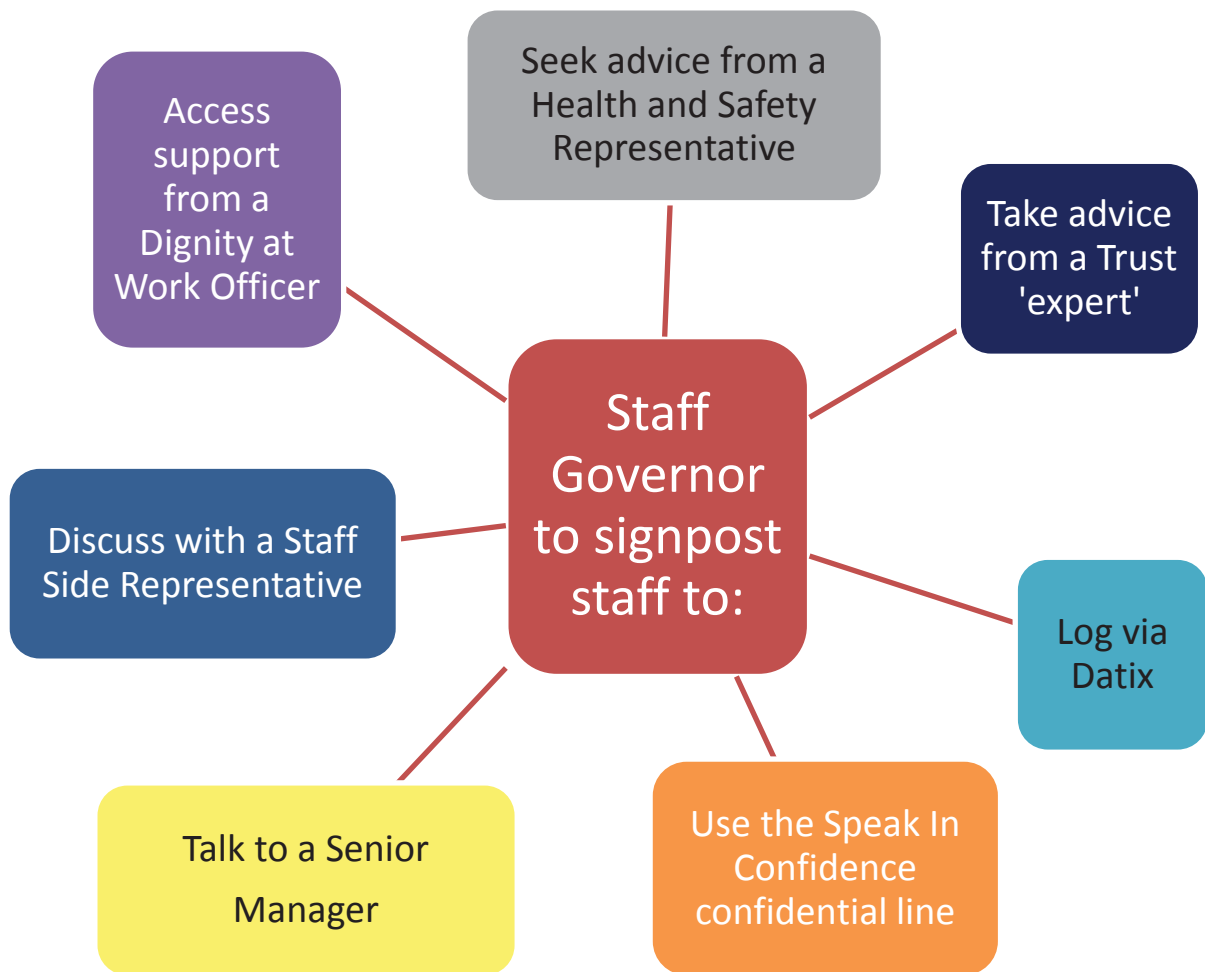 Seek advice from a
Health and Safety
Representative
Access
support
from a
Dignity at
Work Officer
Take advice
from a Trust
'expert'
Staff
Governor
to signpost
staff to:
Discuss with a Staff
Side Representative
Log via
Datix
Talk to a Senior
Manager
Use the Speak In
Confidence
confidential line